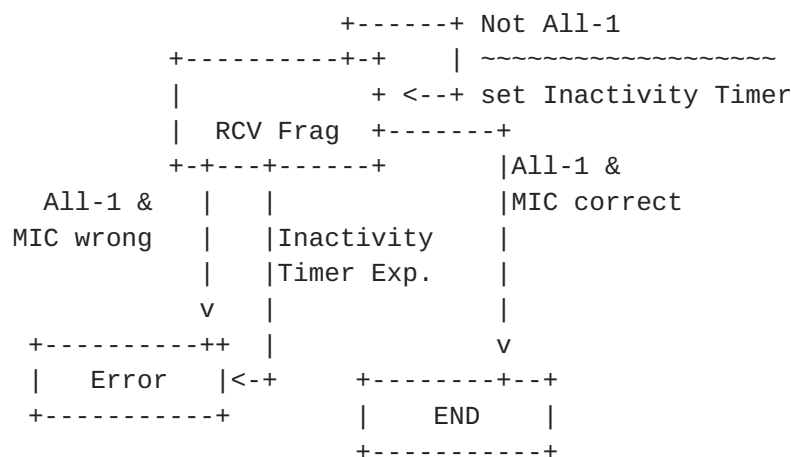 +------+ Not All-1
+----------+-+ | ~~~~~~~~~~~~~~~~~~~
| + <--+ set Inactivity Timer
| RCV Frag +-------+
+-+---+------+ |All-1 &
All-1 & | | |MIC correct
MIC wrong | |Inactivity |
| |Timer Exp. |
v | |
+----------++ | v
| Error |<-+ +--------+--+
+-----------+ | END |
+-----------+